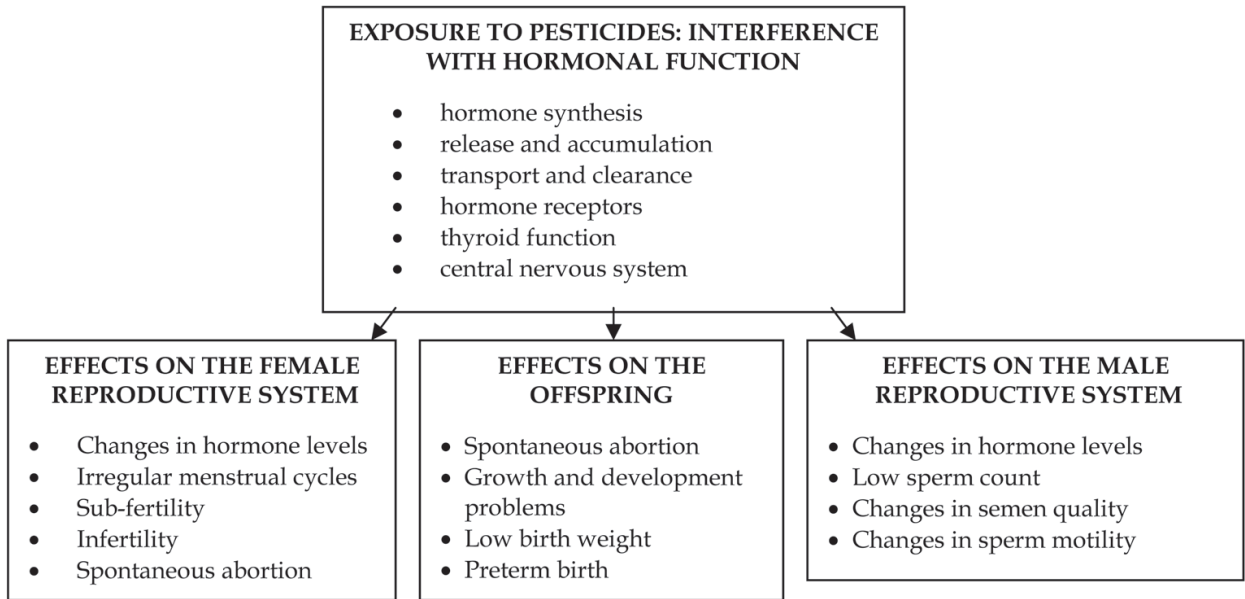 EXPOSURE TO PESTICIDES: INTERFERENCE
WITH HORMONAL FUNCTION
• hormone synthesis
• release and accumulation
• transport and clearance
• hormone receptors
• thyroid function
• central nervous system
EFFECTS ON THE FEMALE
REPRODUCTIVE SYSTEM
• Changes in hormone levels
• Irregular menstrual cycles
• Sub-fertility
• Infertility
• Spontaneous abortion
EFFECTS ON THE
OFFSPRING
• Spontaneous abortion
• Growth and development
problems
• Low birth weight
• Preterm birth
EFFECTS ON THE MALE
REPRODUCTIVE SYSTEM
• Changes in hormone levels
• Low sperm count
• Changes in semen quality
• Changes in sperm motility